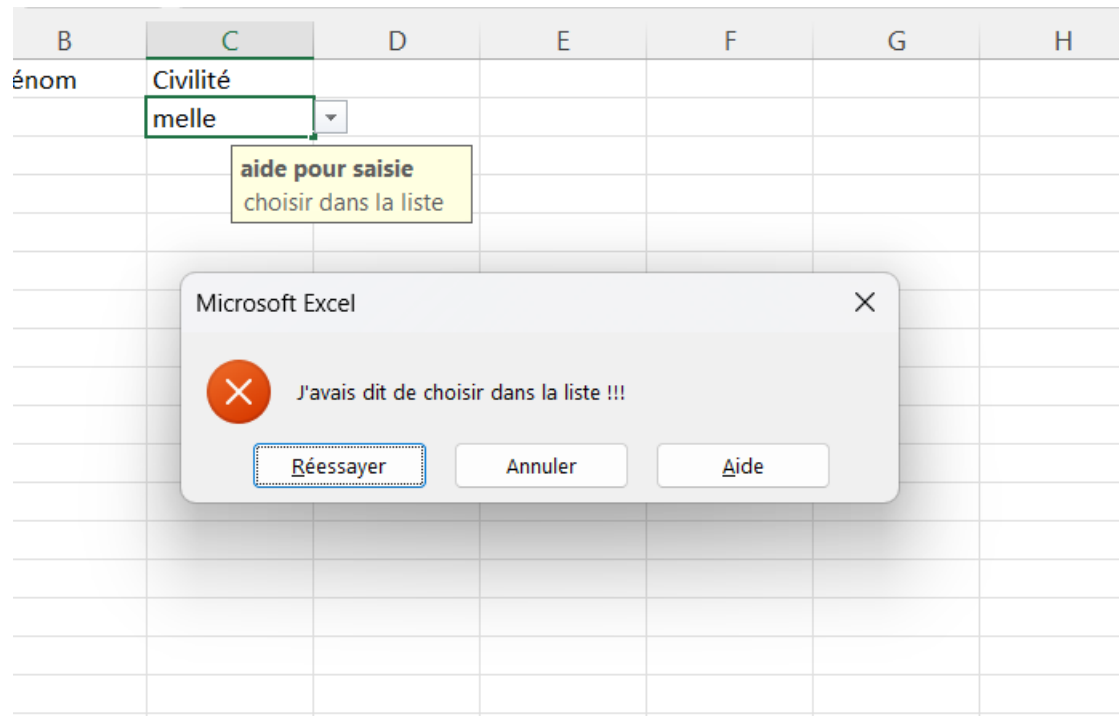 B C D E F G H
énom Civilité
melle
aide pour saisie
choisir dans la liste
Microsoft Excel
J'avais dit de choisir dans la liste !!!
Réessayer Annuler Aide